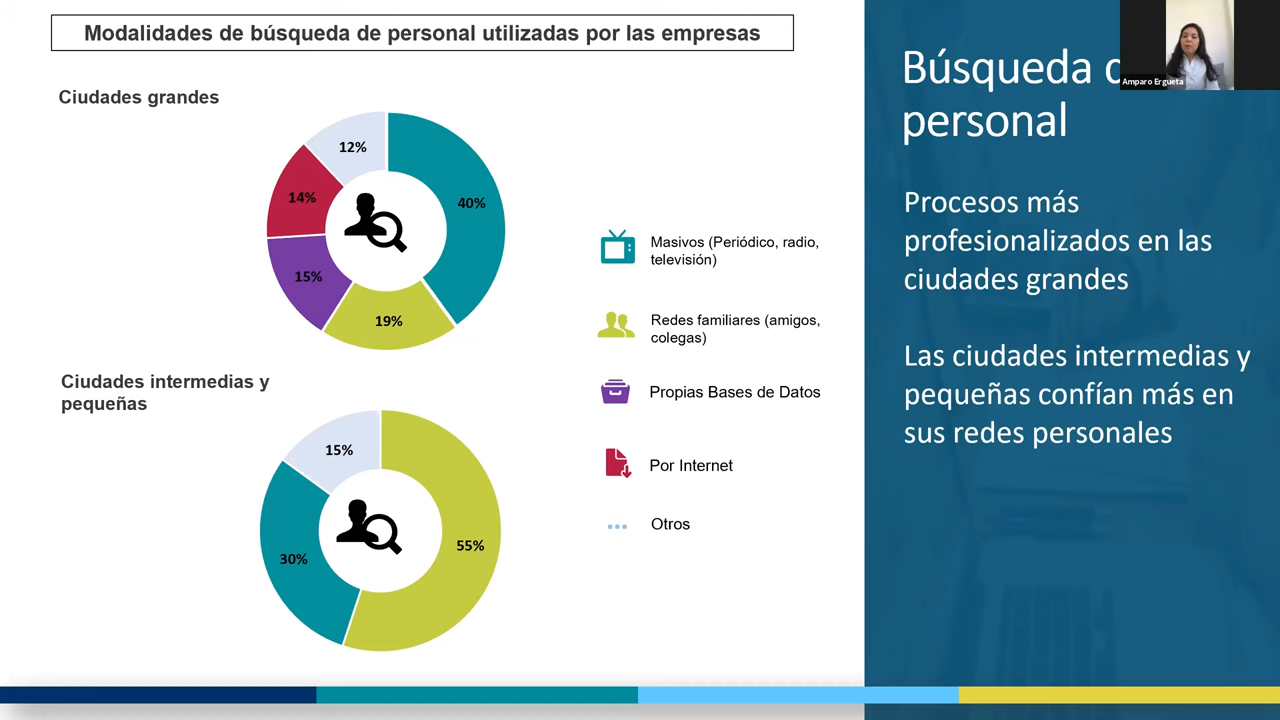 Modalidades de búsqueda de personal utilizadas por las empresas
Ciudades grandes
12%
14%
40%
15%
19%
Masivos (Periódico, radio,
televisión)
Redes familiares (amigos,
colegas)
Propias Bases de Datos
Por Internet
Otros
Ciudades intermedias y
pequeñas
15%
30%
55%
Búsqueda
personal
Procesos más
profesionalizados en las
ciudades grandes
Las ciudades intermedias y
pequeñas confían más en
sus redes personales
Amparo Ergueta